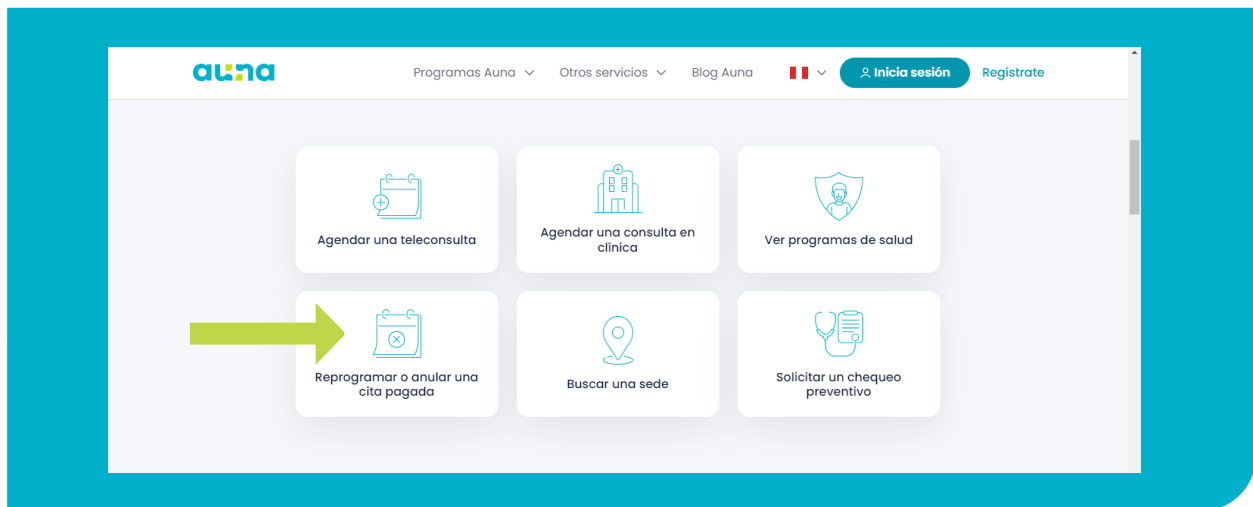 auna
Programas Auna
Otros servicios
Blog Auna
Inicia sesión
Regístrate
Agendar una teleconsulta
Agendar una consulta en
clínica
Ver programas de salud
Reprogramar o anular una
cita pagada
Buscar una sede
Solicitar un chequeo
preventivo